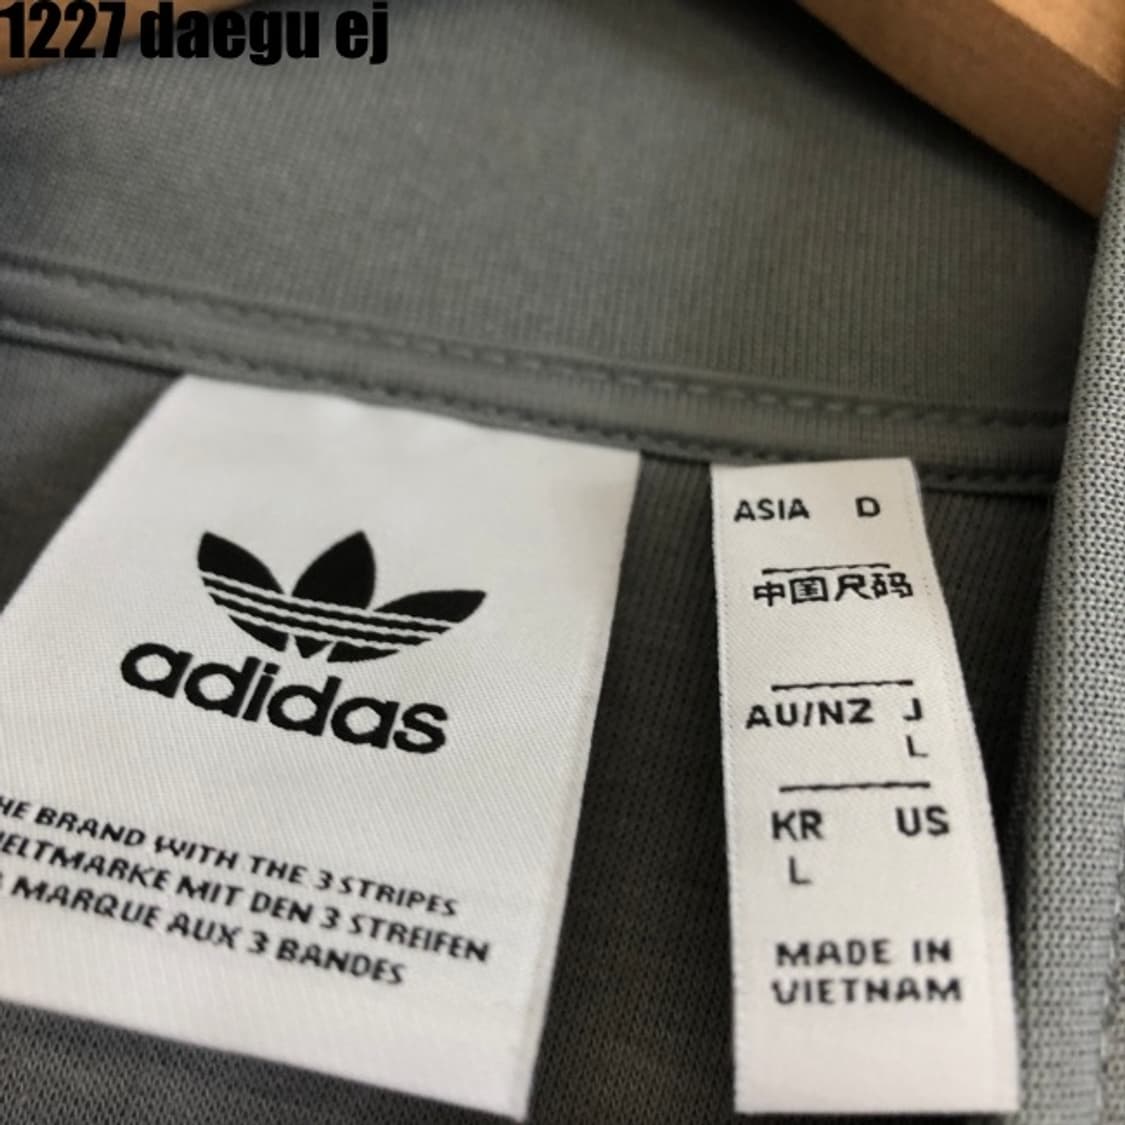 1227 daegu ej
adidas
HE BRAND WITH THE 3 STRIPES
ELTMARKE MIT DEN 3 STREIFEN
MARQUE AUX 3 BANDES
ASIA D
中国尺码
AU/NZ J
L
KR US
L
MADE IN
VIETNAM